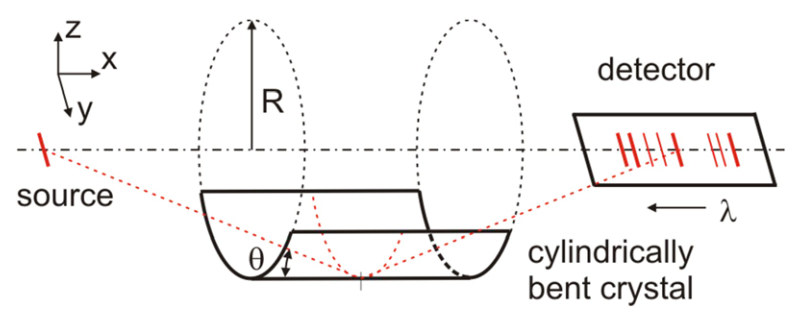 z
x
y
R
detector
source
λ
θ
cylindrically
bent crystal